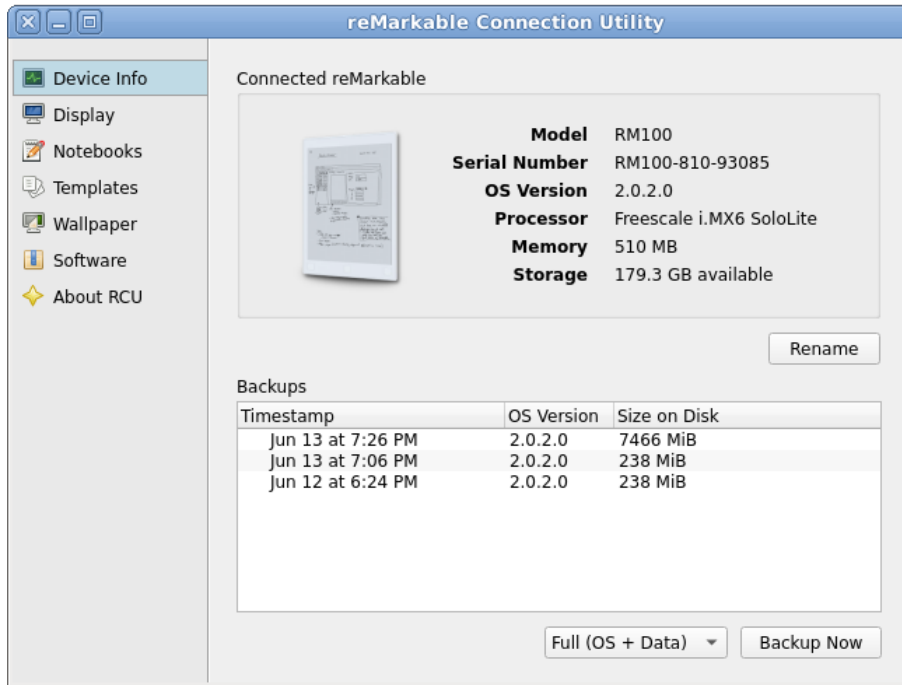 reMarkable Connection Utility
Device Info
Display
Notebooks
Templates
Wallpaper
Software
About RCU
Connected reMarkable
Model RM100
Serial Number RM100-810-93085
OS Version 2.0.2.0
Processor Freescale i.MX6 SoloLite
Memory 510 MB
Storage 179.3 GB available
Rename
Backups
Timestamp OS Version Size on Disk
Jun 13 at 7:26 PM 2.0.2.0 7466 MiB
Jun 13 at 7:06 PM 2.0.2.0 238 MiB
Jun 12 at 6:24 PM 2.0.2.0 238 MiB
Full (OS + Data) Backup Now